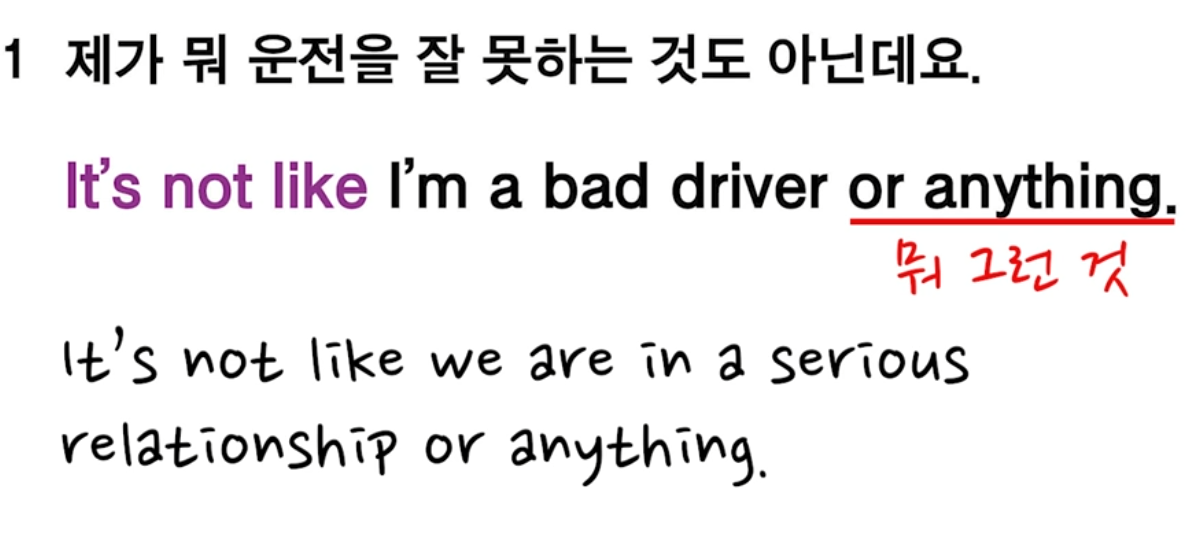 1 제가 뭐 운전을 잘 못하는 것도 아닌데요.
It's not like I'm a bad driver or anything.
뭐 그런 것
It's not like we are in a serious
relationship or anything.